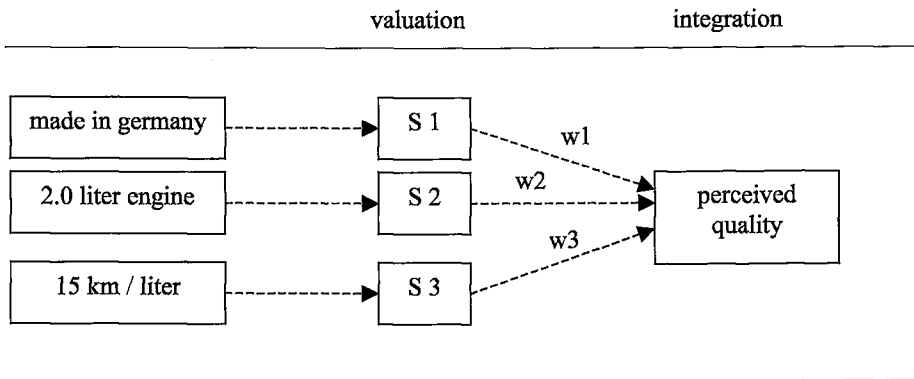 valuation integration
made in germany S 1
w1
2.0 liter engine S 2 w2 perceived
quality
w3
15 km / liter S 3